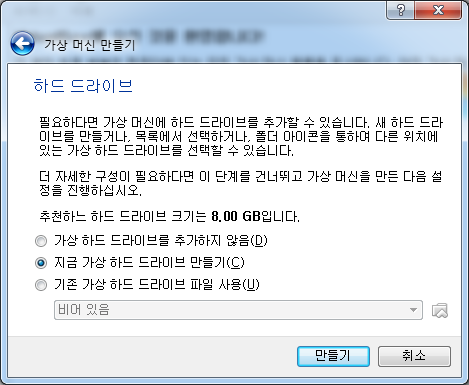 가상 머신 만들기
하드 드라이브
필요하다면 가상 머신에 하드 드라이브를 추가할 수 있습니다. 새 하드 드라
이브를 만들거나, 목록에서 선택하거나, 폴더 아이콘을 통하여 다른 위치에
있는 가상 하드 드라이브를 선택할 수 있습니다.
더 자세한 구성이 필요하다면 이 단계를 건너뛰고 가상 머신을 만든 다음 설
정을 진행하십시오.
추천하느 하드 드라이브 크기는 8.00 GB입니다.
가상 하드 드라이브를 추가하지 않음(D)
지금 가상 하드 드라이브 만들기(C)
기존 가상 하드 드라이브 파일 사용(U)
비어 있음
만들기
취소